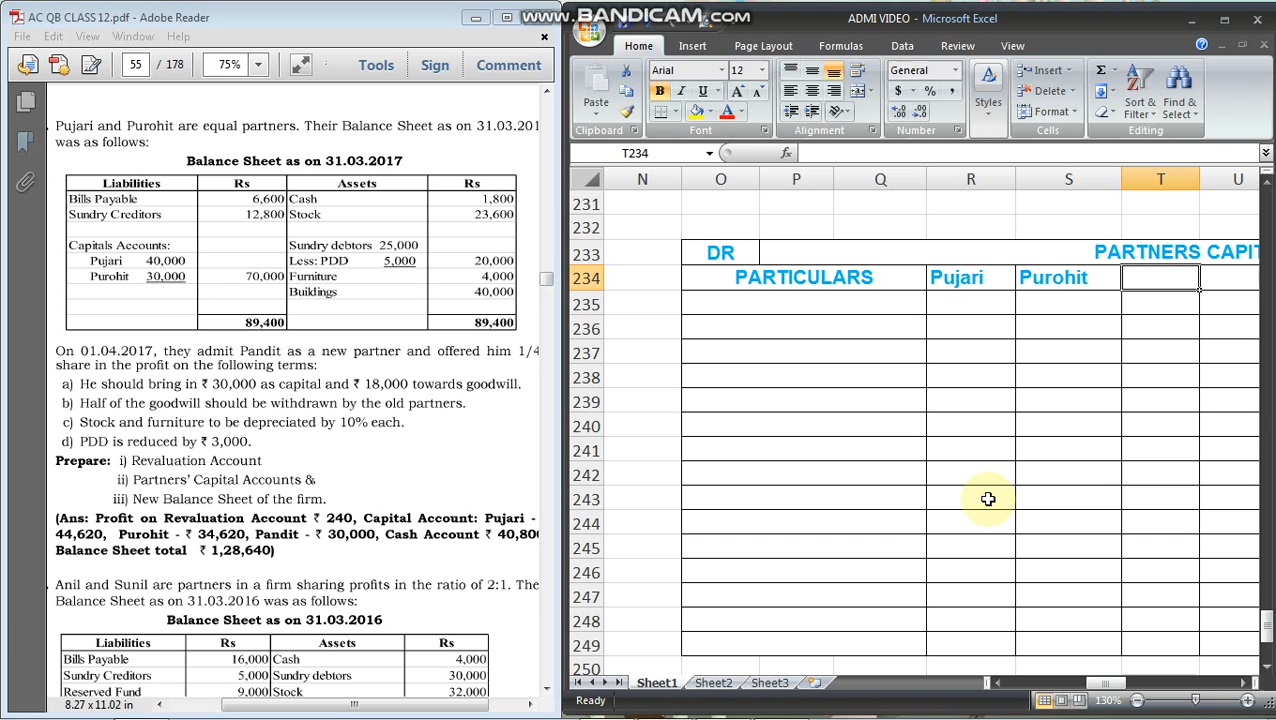 AC QB CLASS 12.pdf - Adobe Reader
File Edit View Window Help
55 / 178 75% Tools Sign Comment
Pujari and Purohit are equal partners. Their Balance Sheet as on 31.03.201
was as follows:
Balance Sheet as on 31.03.2017
Liabilities Rs Assets Rs
Bills Payable 6,600 Cash 1,800
Sundry Creditors 12,800 Stock 23,600
Capitals Accounts: Sundry debtors 25,000
Pujari 40,000 Less: PDD 5,000 20,000
Purohit 30,000 70,000 Furniture 4,000
Buildings 40,000
89,400 89,400
On 01.04.2017, they admit Pandit as a new partner and offered him 1/4
share in the profit on the following terms:
a) He should bring in ₹ 30,000 as capital and ₹ 18,000 towards goodwill.
b) Half of the goodwill should be withdrawn by the old partners.
c) Stock and furniture to be depreciated by 10% each.
d) PDD is reduced by ₹ 3,000.
Prepare: i) Revaluation Account
ii) Partners' Capital Accounts &
iii) New Balance Sheet of the firm.
(Ans: Profit on Revaluation Account ₹ 240, Capital Account: Pujari -
44,620, Purohit - ₹ 34,620, Pandit - ₹ 30,000, Cash Account ₹ 40,800
Balance Sheet total ₹ 1,28,640)
Anil and Sunil are partners in a firm sharing profits in the ratio of 2:1. The
Balance Sheet as on 31.03.2016 was as follows:
Balance Sheet as on 31.03.2016
Liabilities Rs Assets Rs
Bills Payable 16,000 Cash 4,000
Sundry Creditors 5,000 Sundry debtors 30,000
Reserved Fund 9,000 Stock 32,000
8.27 x 11.02 in
www.BANDICAM.com
ADMI VIDEO - Microsoft Excel
Home Insert Page Layout Formulas Data Review View
Paste Arial 12 General Styles Insert Delete Format Sort & Filter Find & Select
Clipboard Font Alignment Number Cells Editing
T234 fx
N O P Q R S T U
231
232
233 DR PARTNERS CAPIT
234 PARTICULARS Pujari Purohit
235
236
237
238
239
240
241
242
243
244
245
246
247
248
249
250
Sheet1 Sheet2 Sheet3
Ready 130%